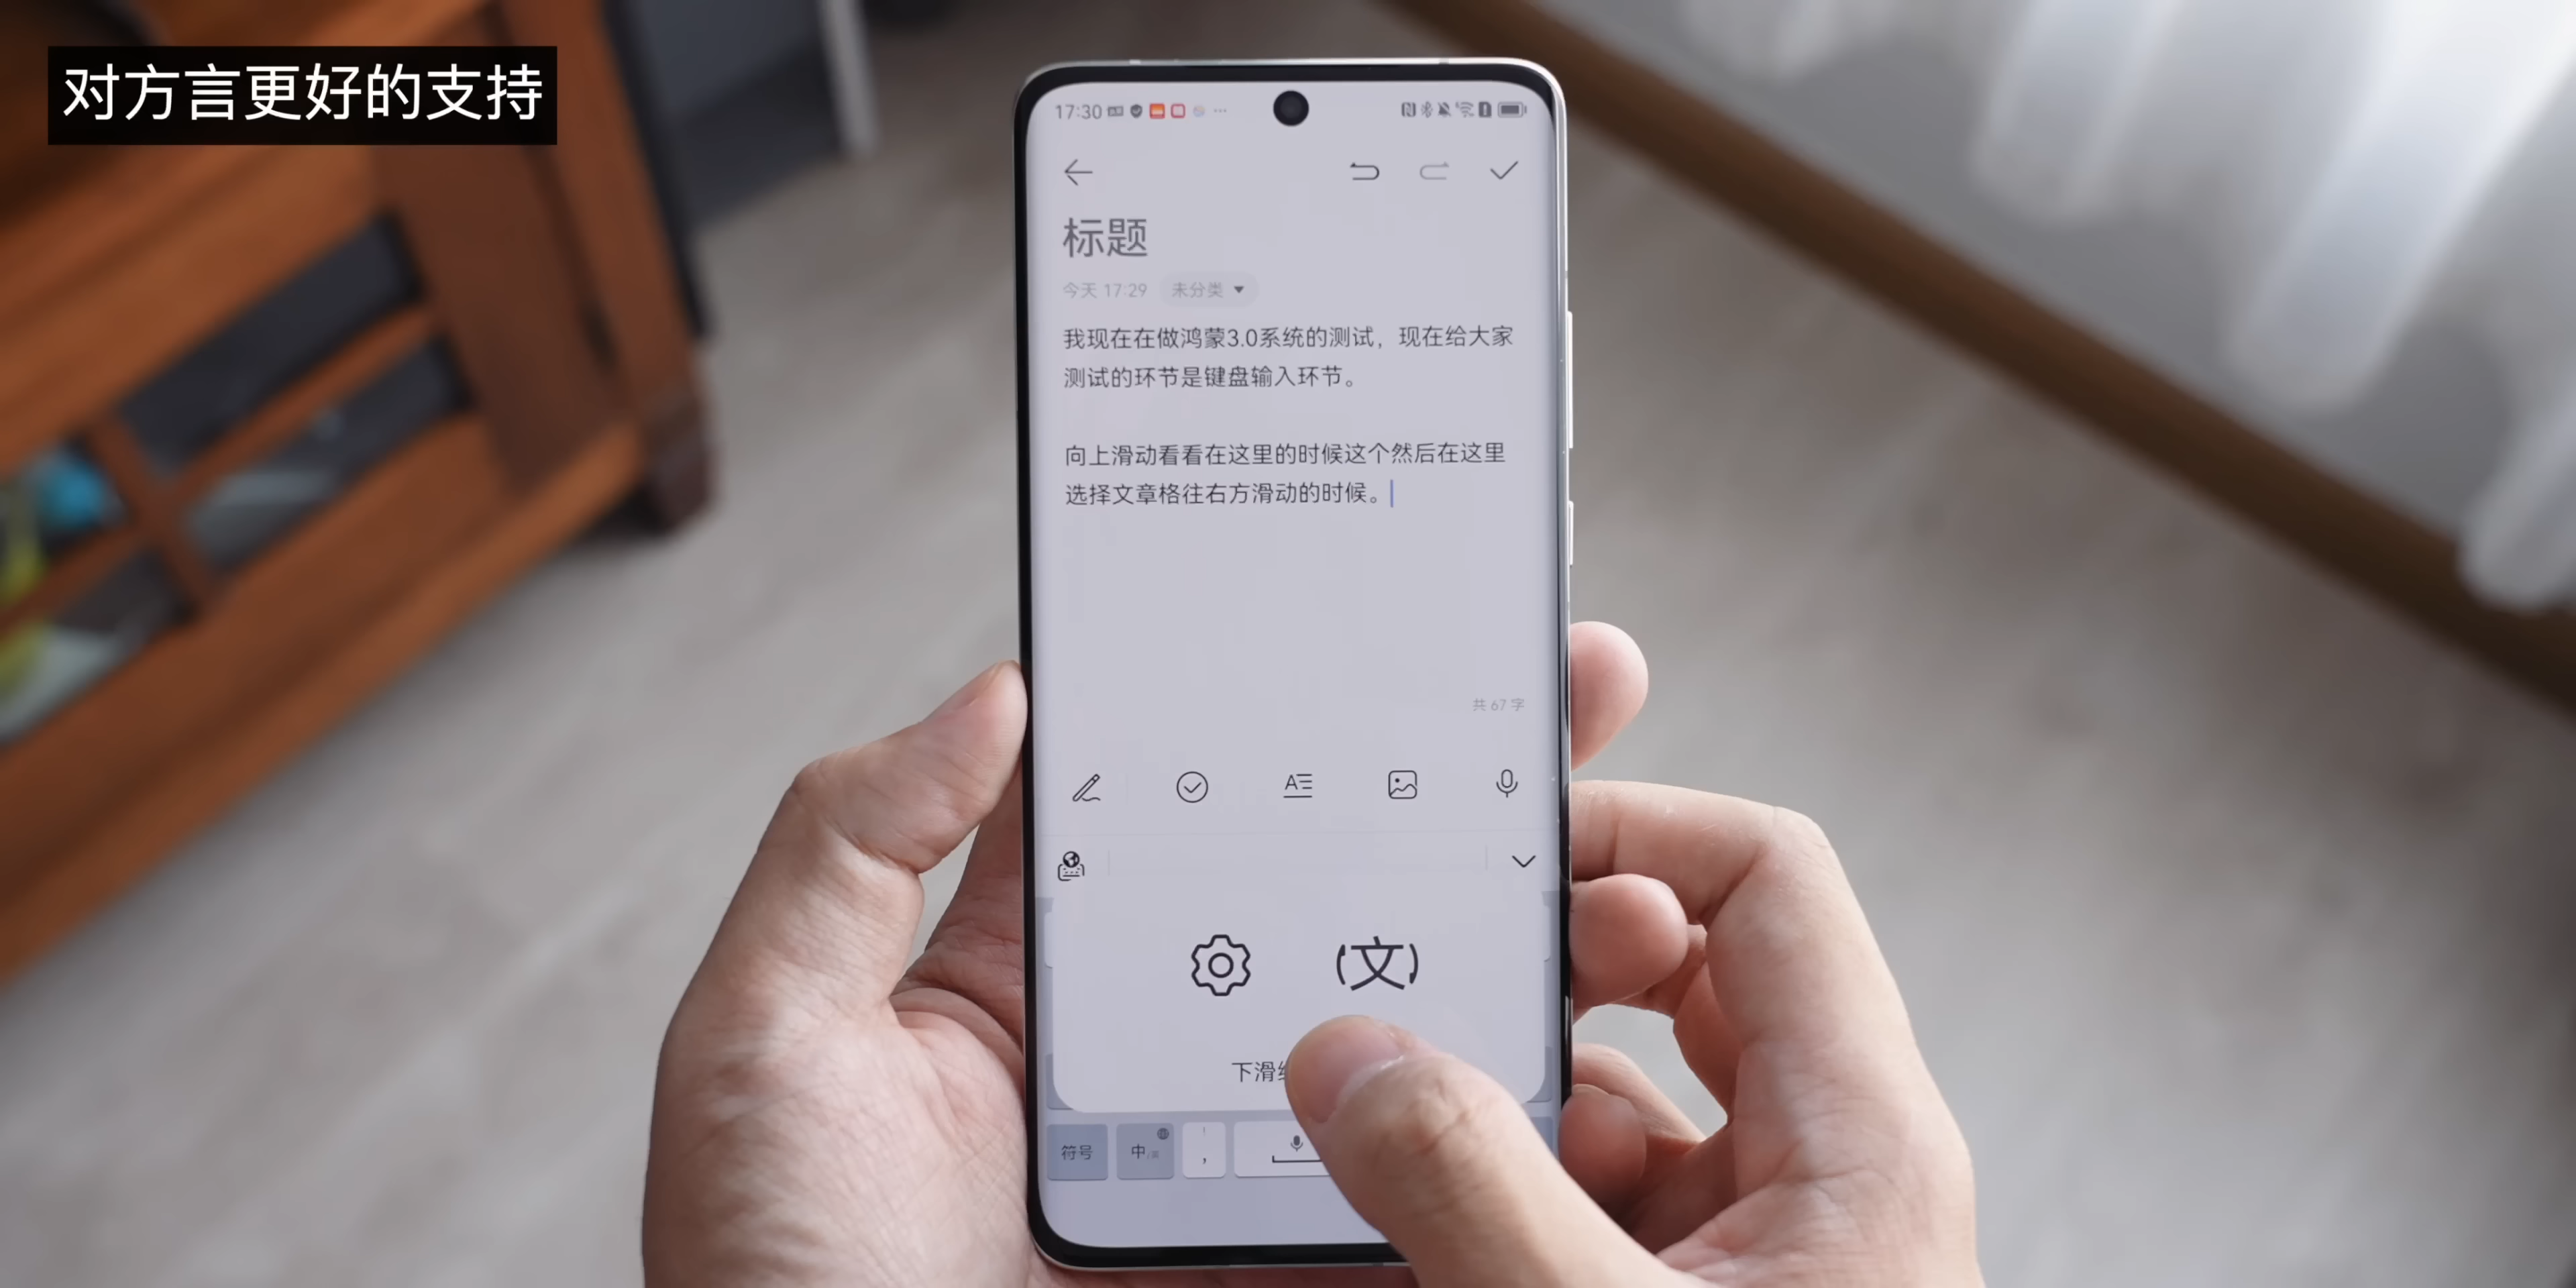 对方言更好的支持
17:30
标题
今天 17:29 未分类
我现在在做鸿蒙3.0系统的测试，现在给大家
测试的环节是键盘输入环节。
向上滑动看看在这里的时候这个然后在这里
选择文章格往右方滑动的时候。
共 67 字
(文)
下滑
符号 中 ，